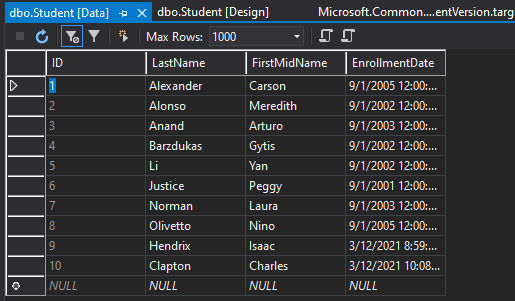 dbo.Student [Data] dbo.Student [Design] Microsoft.Common....entVersion.targe
Max Rows: 1000
ID LastName FirstMidName EnrollmentDate
1 Alexander Carson 9/1/2005 12:00:...
2 Alonso Meredith 9/1/2002 12:00:...
3 Anand Arturo 9/1/2003 12:00:...
4 Barzdukas Gytis 9/1/2002 12:00:...
5 Li Yan 9/1/2002 12:00:...
6 Justice Peggy 9/1/2001 12:00:...
7 Norman Laura 9/1/2003 12:00:...
8 Olivetto Nino 9/1/2005 12:00:...
9 Hendrix Isaac 3/12/2021 8:59:...
10 Clapton Charles 3/12/2021 10:08...
NULL NULL NULL NULL